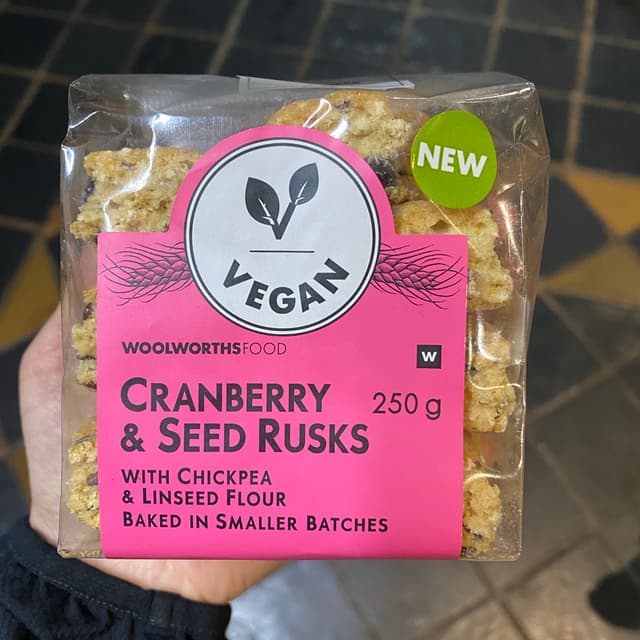 NEW
VEGAN
WOOLWORTHSFOOD
W
CRANBERRY
& SEED RUSKS
250 g
WITH CHICKPEA
& LINSEED FLOUR
BAKED IN SMALLER BATCHES